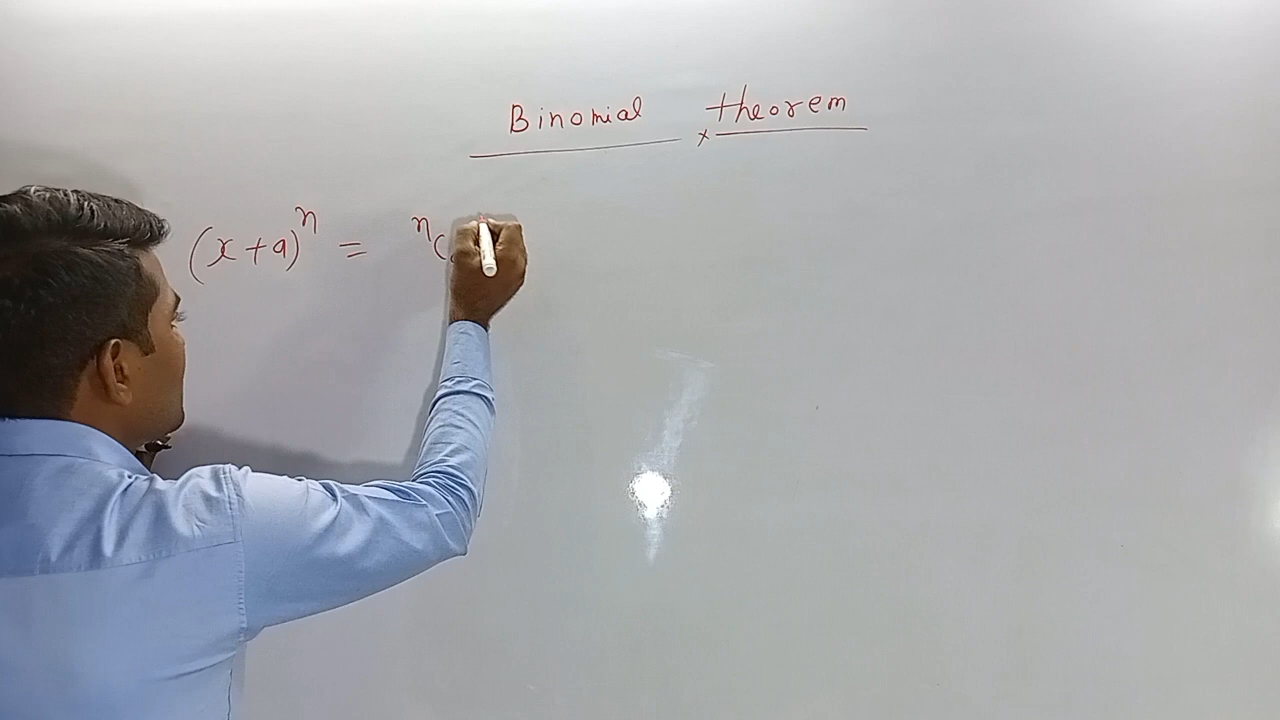 Binomial theorem
(x+a)ⁿ = ⁿC